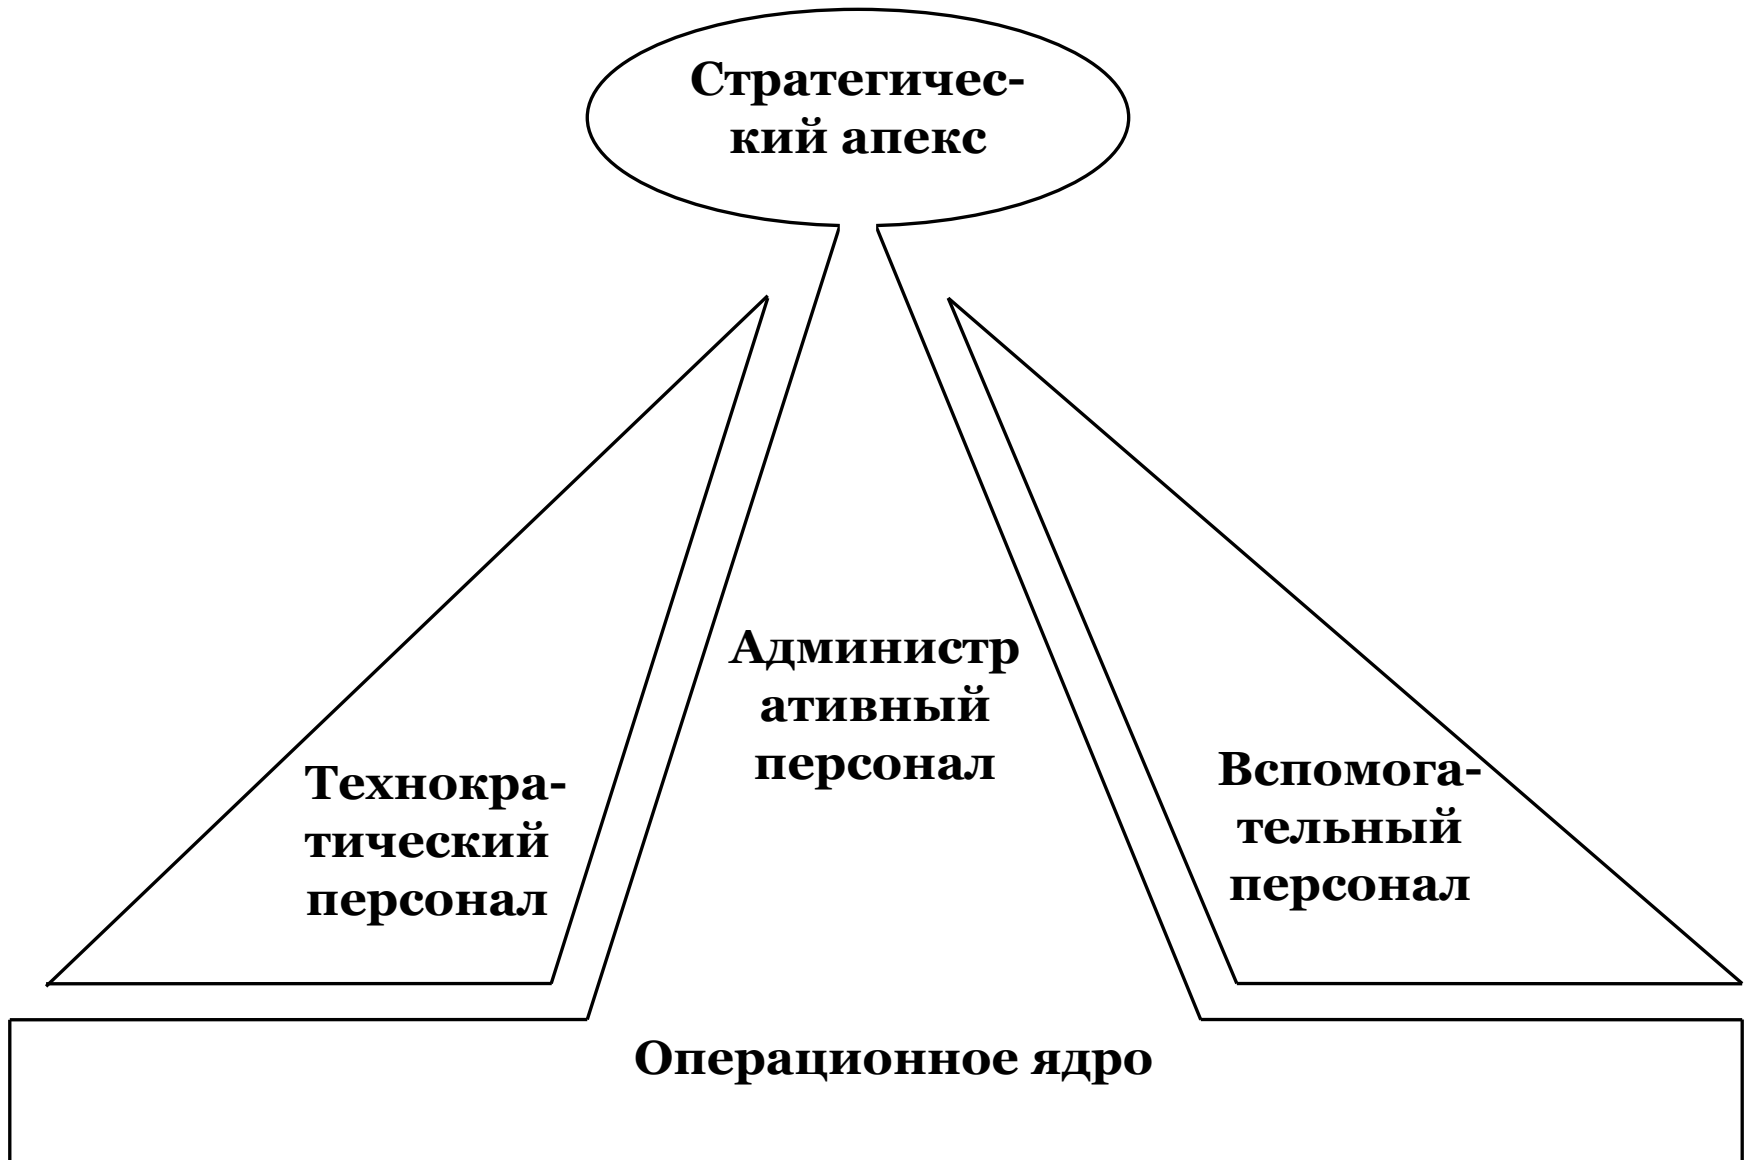 Стратегичес-
кий апекс
Администр
ативный
персонал
Технокра-
тический
персонал
Вспомога-
тельный
персонал
Операционное ядро